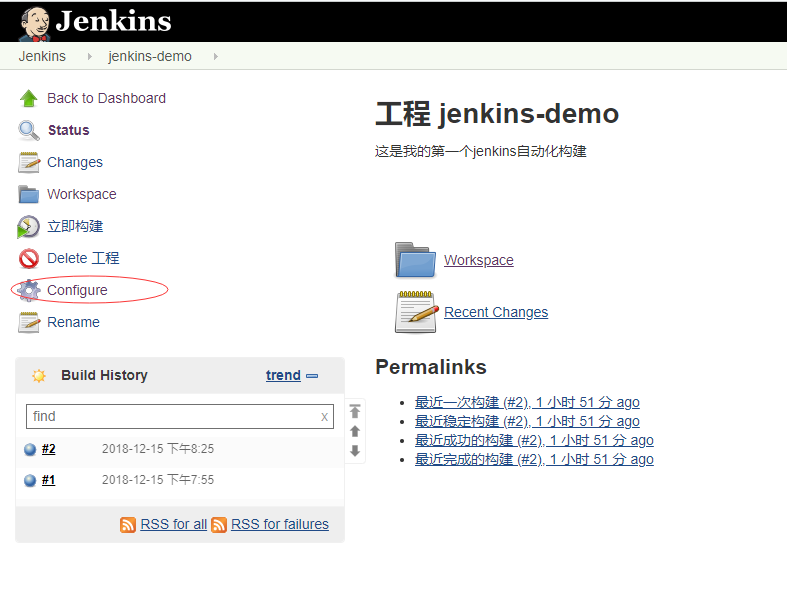 Jenkins
Jenkins jenkins-demo
Back to Dashboard
Status
Changes
Workspace
立即构建
Delete 工程
Configure
Rename
Build History trend
find x
#2 2018-12-15 下午8:25
#1 2018-12-15 下午7:55
RSS for all RSS for failures
工程 jenkins-demo
这是我的第一个jenkins自动化构建
Workspace
Recent Changes
Permalinks
最近一次构建 (#2), 1 小时 51 分 ago
最近稳定构建 (#2), 1 小时 51 分 ago
最近成功的构建 (#2), 1 小时 51 分 ago
最近完成的构建 (#2), 1 小时 51 分 ago